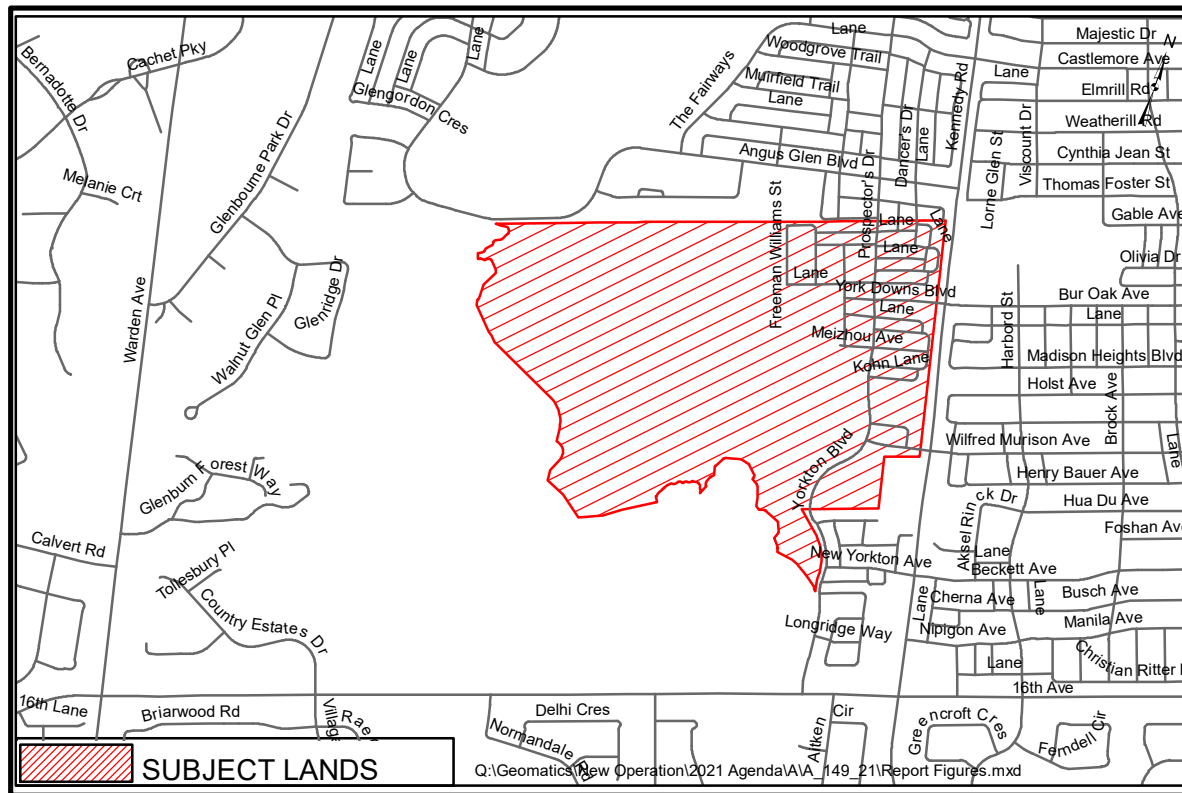 Majestic Dr
N
Castlemore Ave
Lane
Elmrill Rd
Weatherill Rd
Cynthia Jean St
Thomas Foster St
Gable Ave
Olivia Dr
Bernadotte Dr
Cachet Pky
Lane
Lane
Lane
Glengordon Cres
Lane
Woodgrove Trail
Muirfield Trail
Lane
The Fairways
Angus Glen Blvd
Dancer's Dr
Lane
Kennedy Rd
Lorne Glen St
Viscount Dr
Melanie Crt
Glenbourne Park Dr
Glenridge Dr
Walnut Glen Pl
Warden Ave
Freeman Williams St
Prospector's Dr
Lane
Lane
Lane
Lane
York Downs Blvd
Lane
Meizhou Ave
Kohn Lane
Bur Oak Ave
Lane
Harbord St
Madison Heights Blvd
Holst Ave
Brock Ave
Lane
Wilfred Murison Ave
Henry Bauer Ave
Yorkton Blvd
Hua Du Ave
Aksel Rinck Dr
Foshan Ave
Glenburn Forest Way
Calvert Rd
Tollesbury Pl
Country Estates Dr
New Yorkton Ave
Lane
Beckett Ave
Lane
Cherna Ave
Lane
Busch Ave
Longridge Way
Nipigon Ave
Manila Ave
Lane
Christian Ritter
16th Ave
16th Lane
Briarwood Rd
Village
Raer
Delhi Cres
Normandale Rd
Aitken
Cir
Greencroft Cres
Ferndell Cir
SUBJECT LANDS
Q:\Geomatics\New Operation\2021 Agenda\A\A_149_21\Report Figures.mxd